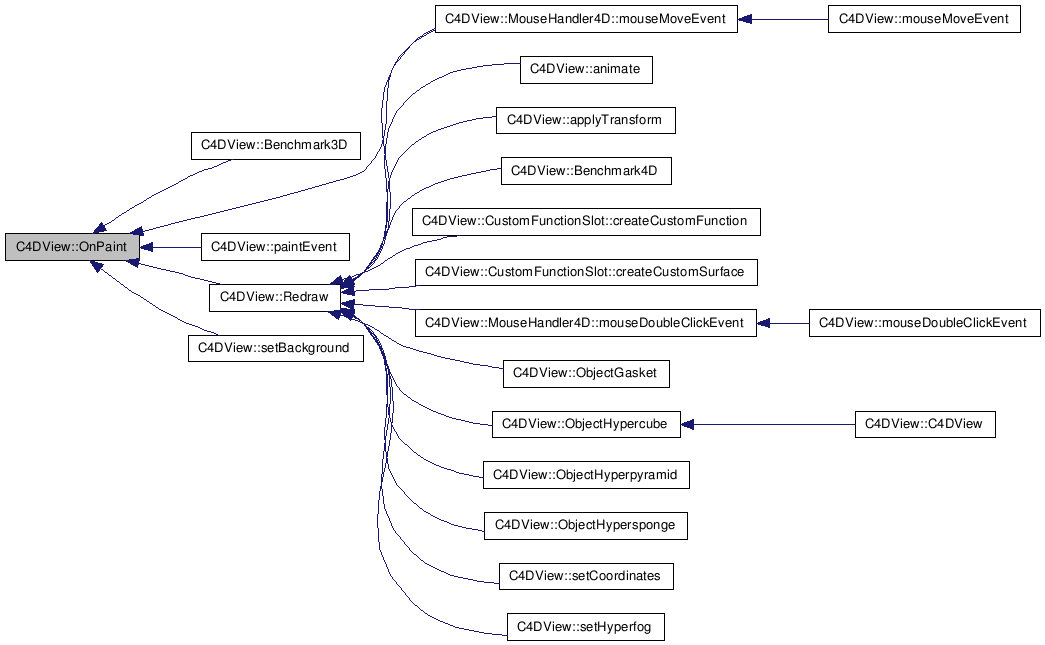 C4DView::MouseHandler4D::mouseMoveEvent
C4DView::mouseMoveEvent
C4DView::animate
C4DView::applyTransform
C4DView::Benchmark3D
C4DView::Benchmark4D
C4DView::CustomFunctionSlot::createCustomFunction
C4DView::OnPaint
C4DView::paintEvent
C4DView::CustomFunctionSlot::createCustomSurface
C4DView::Redraw
C4DView::MouseHandler4D::mouseDoubleClickEvent
C4DView::mouseDoubleClickEvent
C4DView::setBackground
C4DView::ObjectGasket
C4DView::ObjectHypercube
C4DView::C4DView
C4DView::ObjectHyperpyramid
C4DView::ObjectHypersponge
C4DView::setCoordinates
C4DView::setHyperfog